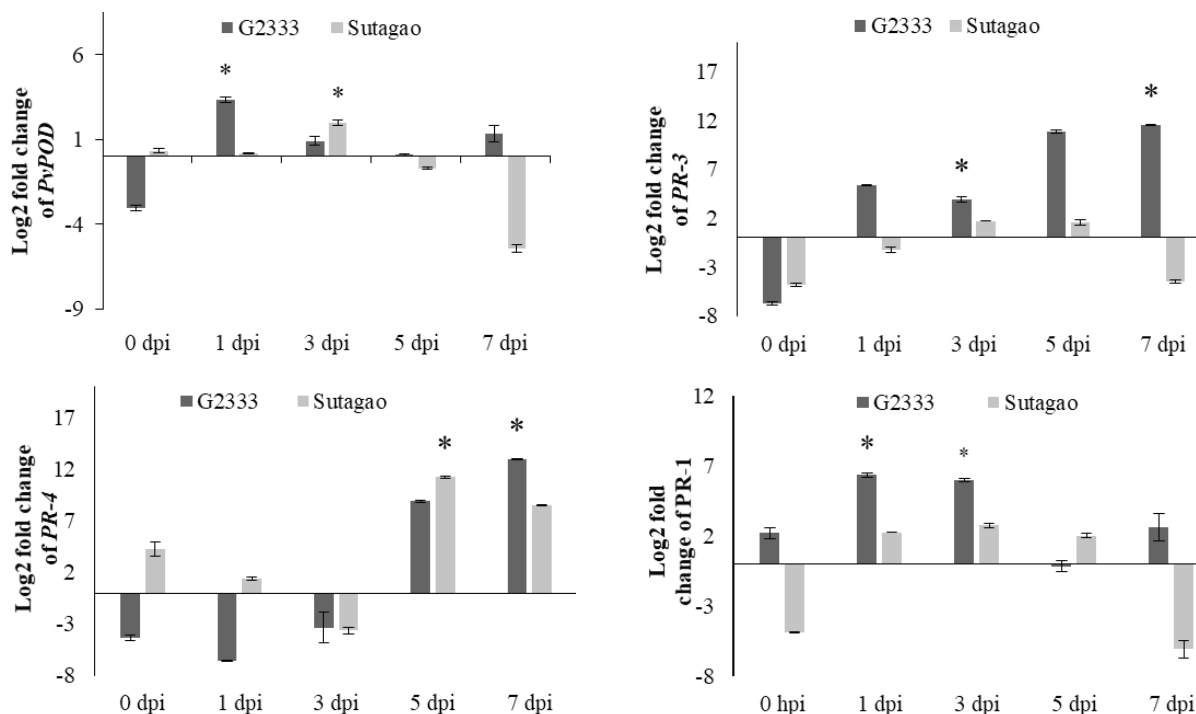 G2333 Sutagao
Log2 fold change
of PvPOD
6
1
-4
-9
*
*
0 dpi 1 dpi 3 dpi 5 dpi 7 dpi
G2333 Sutagao
Log2 fold change
of PR-3
17
12
7
2
-3
-8
*
*
0 dpi 1 dpi 3 dpi 5 dpi 7 dpi
G2333 Sutagao
Log2 fold change
of PR-4
17
12
7
2
-3
-8
*
*
0 dpi 1 dpi 3 dpi 5 dpi 7 dpi
G2333 Sutagao
Log2 fold
change of PR-1
12
7
2
-3
-8
*
*
0 hpi 1 dpi 3 dpi 5 dpi 7 dpi